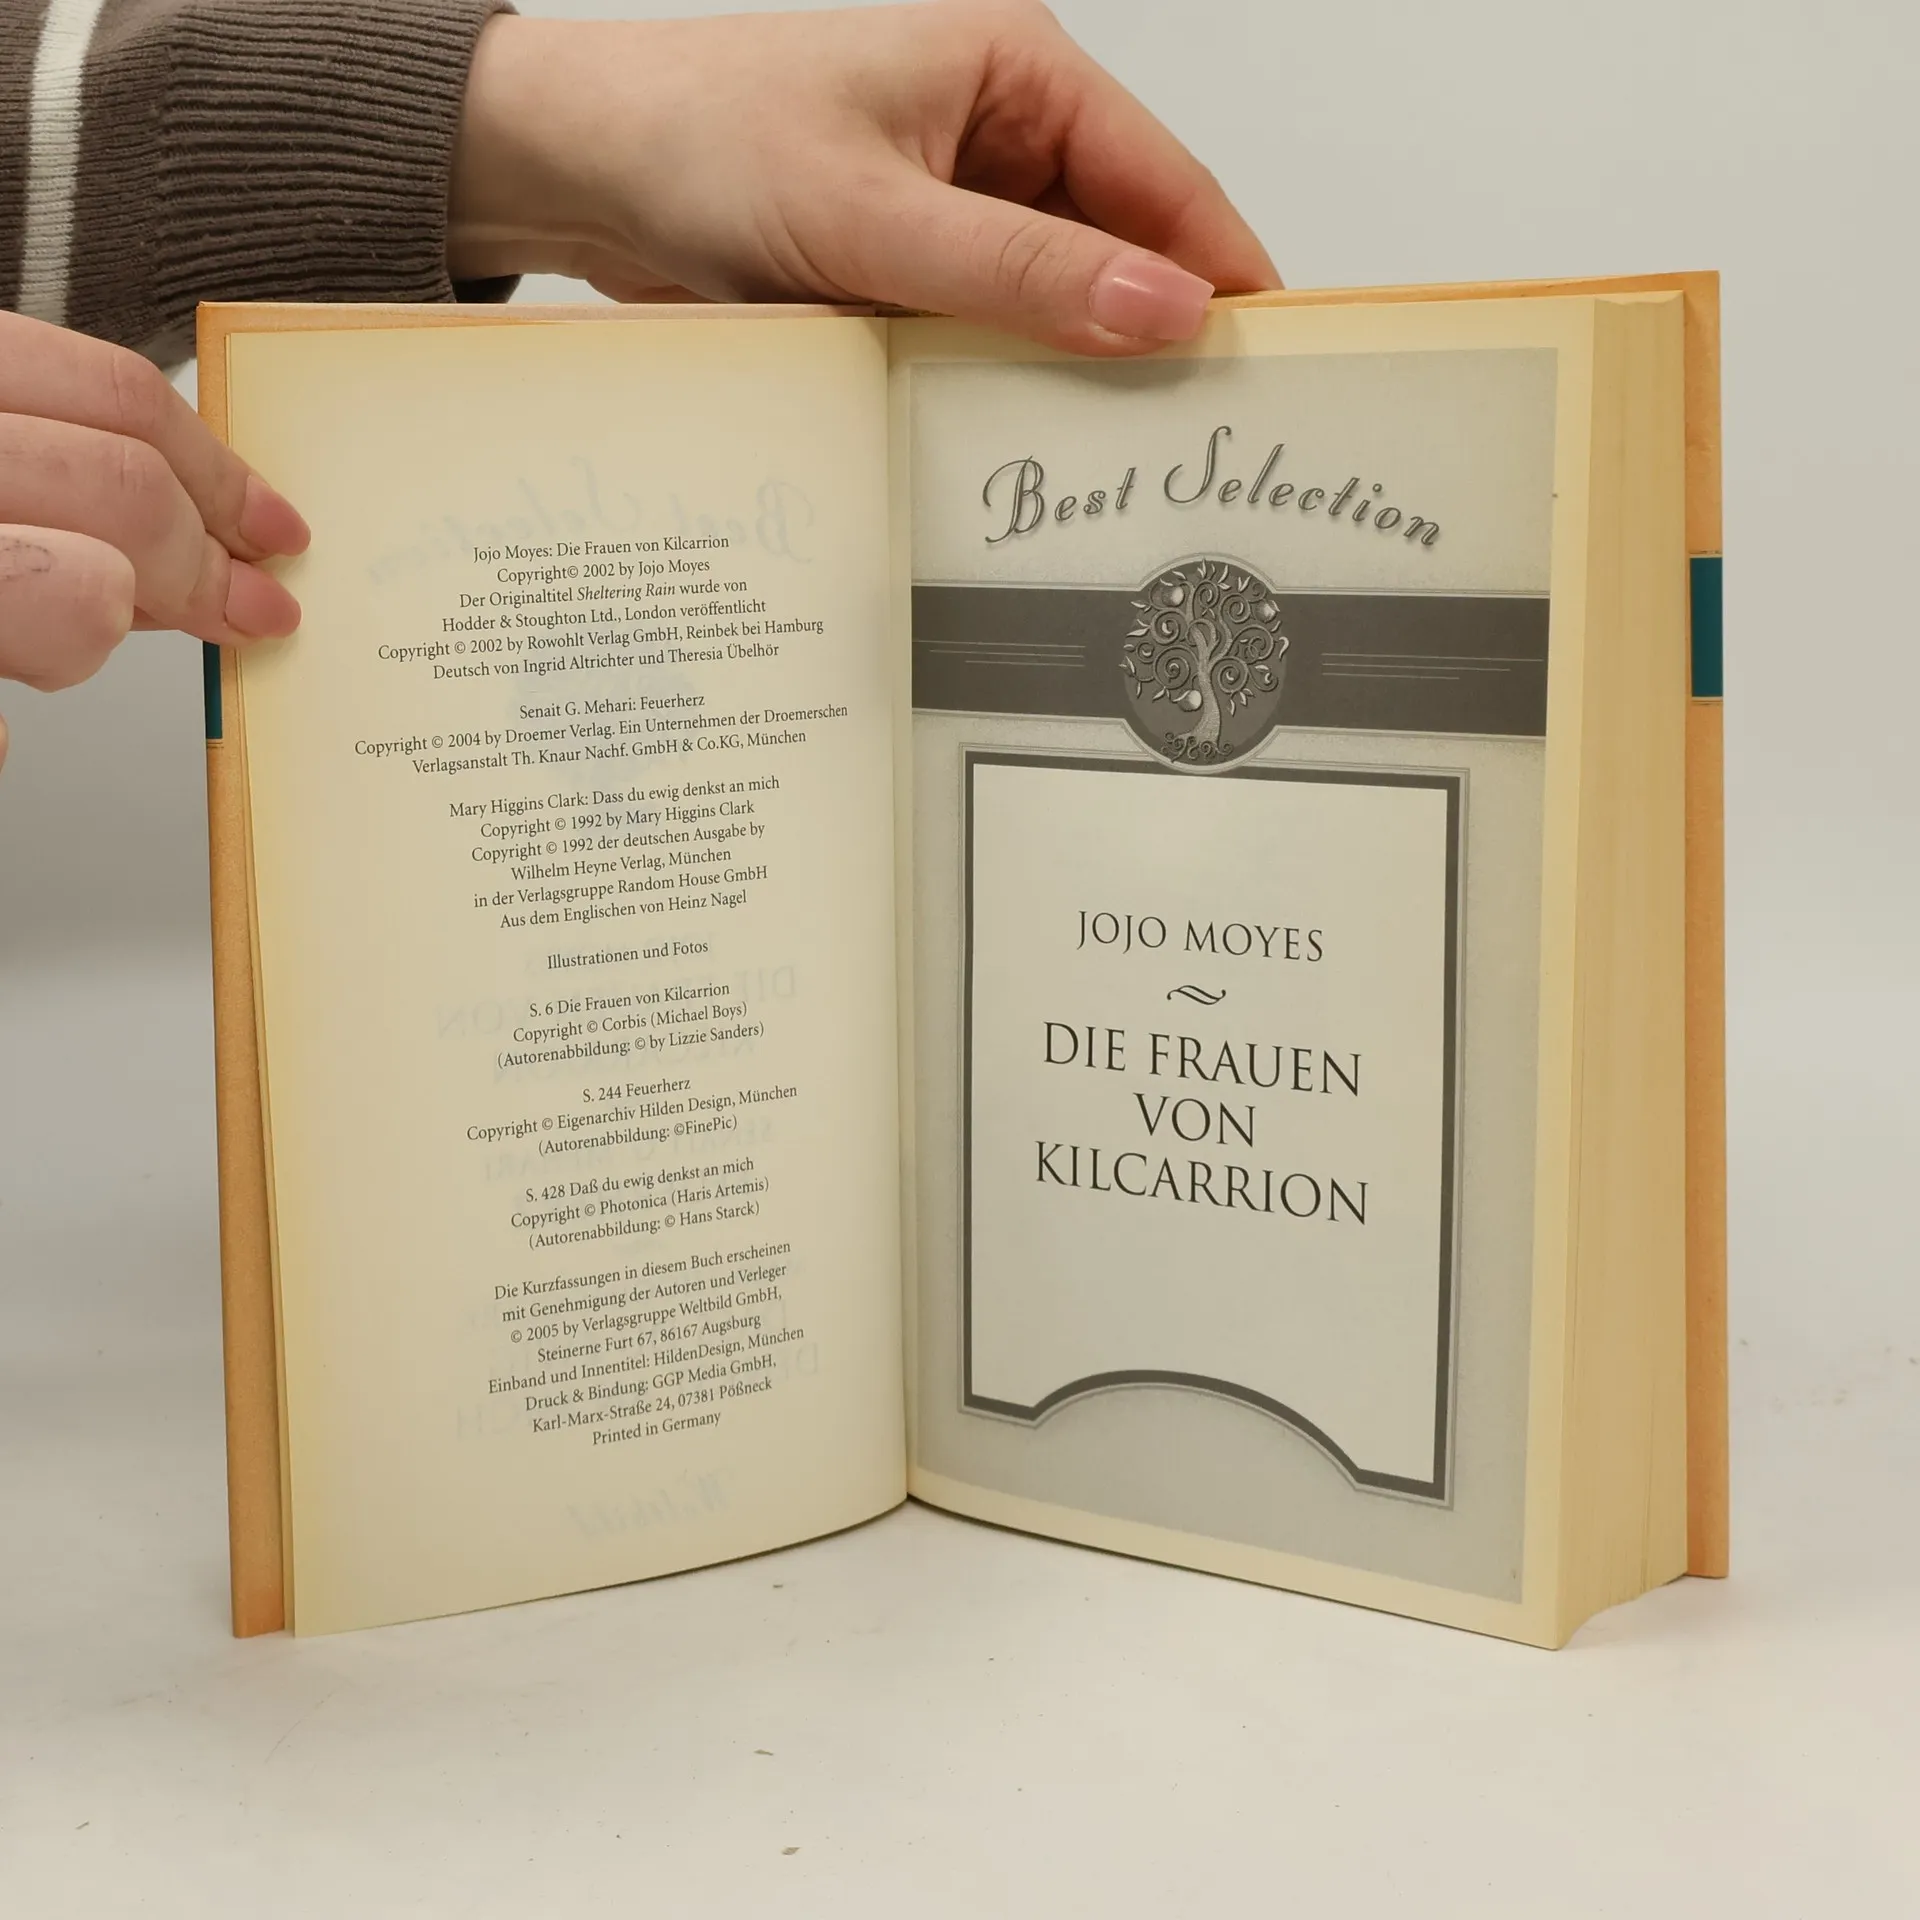 Jojo Moyes: Die Frauen von Kilcarrion
Copyright© 2002 by Jojo Moyes
Der Originaltitel Sheltering Rain wurde von
Hodder & Stoughton Ltd., London veröffentlicht
Copyright © 2002 by Rowohlt Verlag GmbH, Reinbek bei Hamburg
Deutsch von Ingrid Altrichter und Theresia Übelhör
Senait G. Mehari: Feuerherz
Copyright © 2004 by Droemer Verlag. Ein Unternehmen der Droemerschen
Verlagsanstalt Th. Knaur Nachf. GmbH & Co.KG, München
Mary Higgins Clark: Dass du ewig denkst an mich
Copyright © 1992 by Mary Higgins Clark
Copyright © 1992 der deutschen Ausgabe by
Wilhelm Heyne Verlag, München
in der Verlagsgruppe Random House GmbH
Aus dem Englischen von Heinz Nagel
Illustrationen und Fotos
S. 6 Die Frauen von Kilcarrion
Copyright © Corbis (Michael Boys)
(Autorenabbildung: © by Lizzie Sanders)
S. 244 Feuerherz
Copyright © Eigenarchiv Hilden Design, München
(Autorenabbildung: ©FinePic)
S. 428 Daß du ewig denkst an mich
Copyright © Photonica (Haris Artemis)
(Autorenabbildung: © Hans Starck)
Die Kurzfassungen in diesem Buch erscheinen
mit Genehmigung der Autoren und Verleger
© 2005 by Verlagsgruppe Weltbild GmbH,
Steinerne Furt 67, 86167 Augsburg
Einband und Innentitel: HildenDesign, München
Druck & Bindung: GGP Media GmbH,
Karl-Marx-Straße 24, 07381 Pößneck
Printed in Germany
Best Selection
JOJO MOYES
DIE FRAUEN
VON
KILCARRION